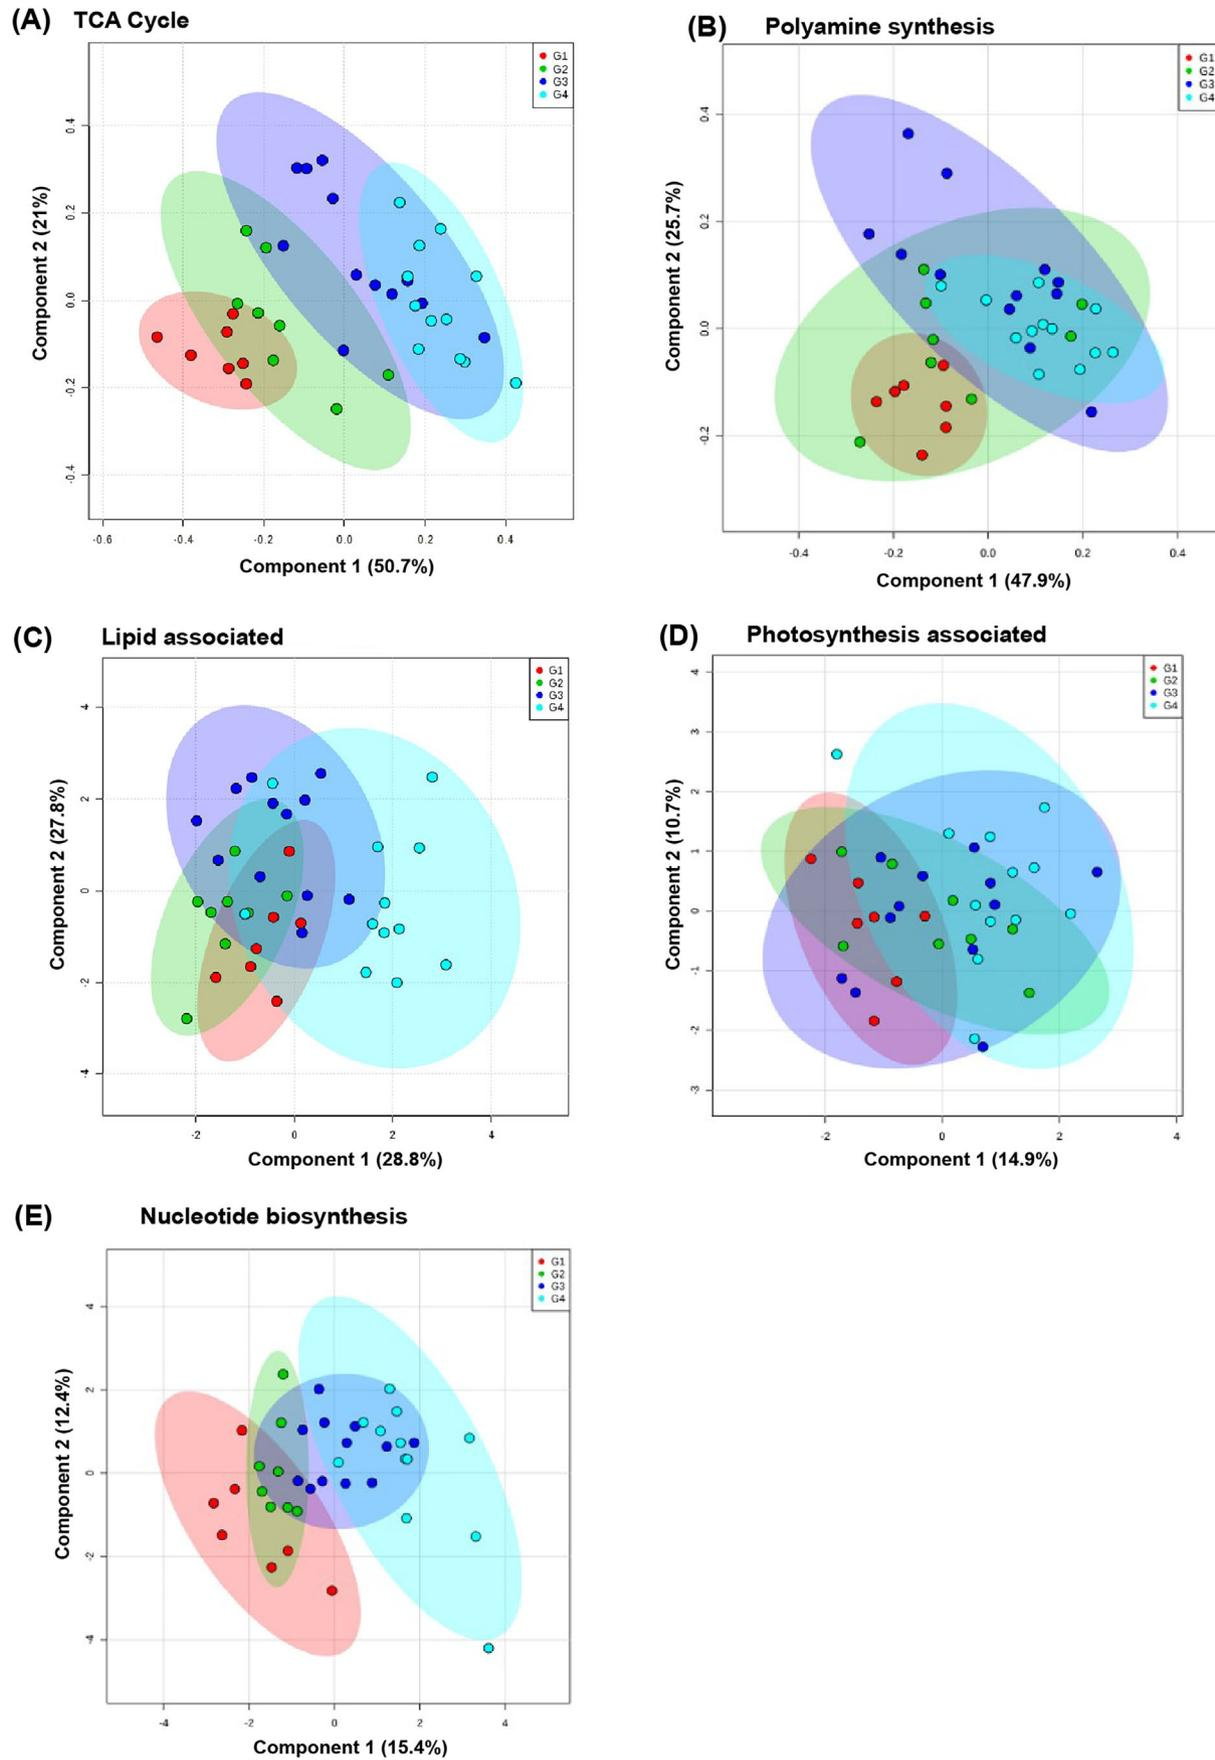 (A) TCA Cycle
G1
G2
G3
G4
0.4
0.2
0.0
-0.2
-0.4
Component 2 (21%)
-0.6 -0.4 -0.2 0.0 0.2 0.4
Component 1 (50.7%)
(B) Polyamine synthesis
G1
G2
G3
G4
0.4
0.2
0.0
-0.2
Component 2 (25.7%)
-0.4 -0.2 0.0 0.2 0.4
Component 1 (47.9%)
(C) Lipid associated
G1
G2
G3
G4
4
2
0
-2
-4
Component 2 (27.8%)
-2 0 2 4
Component 1 (28.8%)
(D) Photosynthesis associated
G1
G2
G3
G4
4
3
2
1
0
-1
-2
-3
Component 2 (10.7%)
-2 0 2 4
Component 1 (14.9%)
(E) Nucleotide biosynthesis
G1
G2
G3
G4
4
2
0
-2
-4
Component 2 (12.4%)
-4 -2 0 2 4
Component 1 (15.4%)